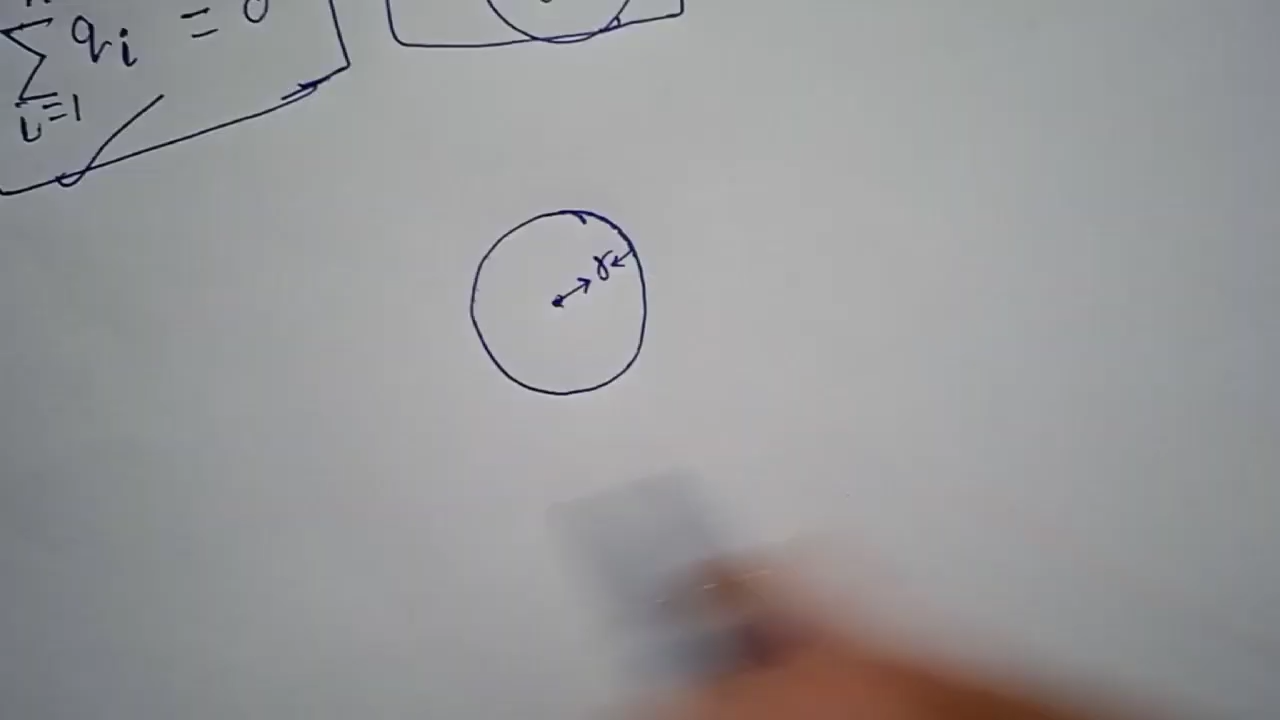 ∑ qᵢ = 0
i=1
r